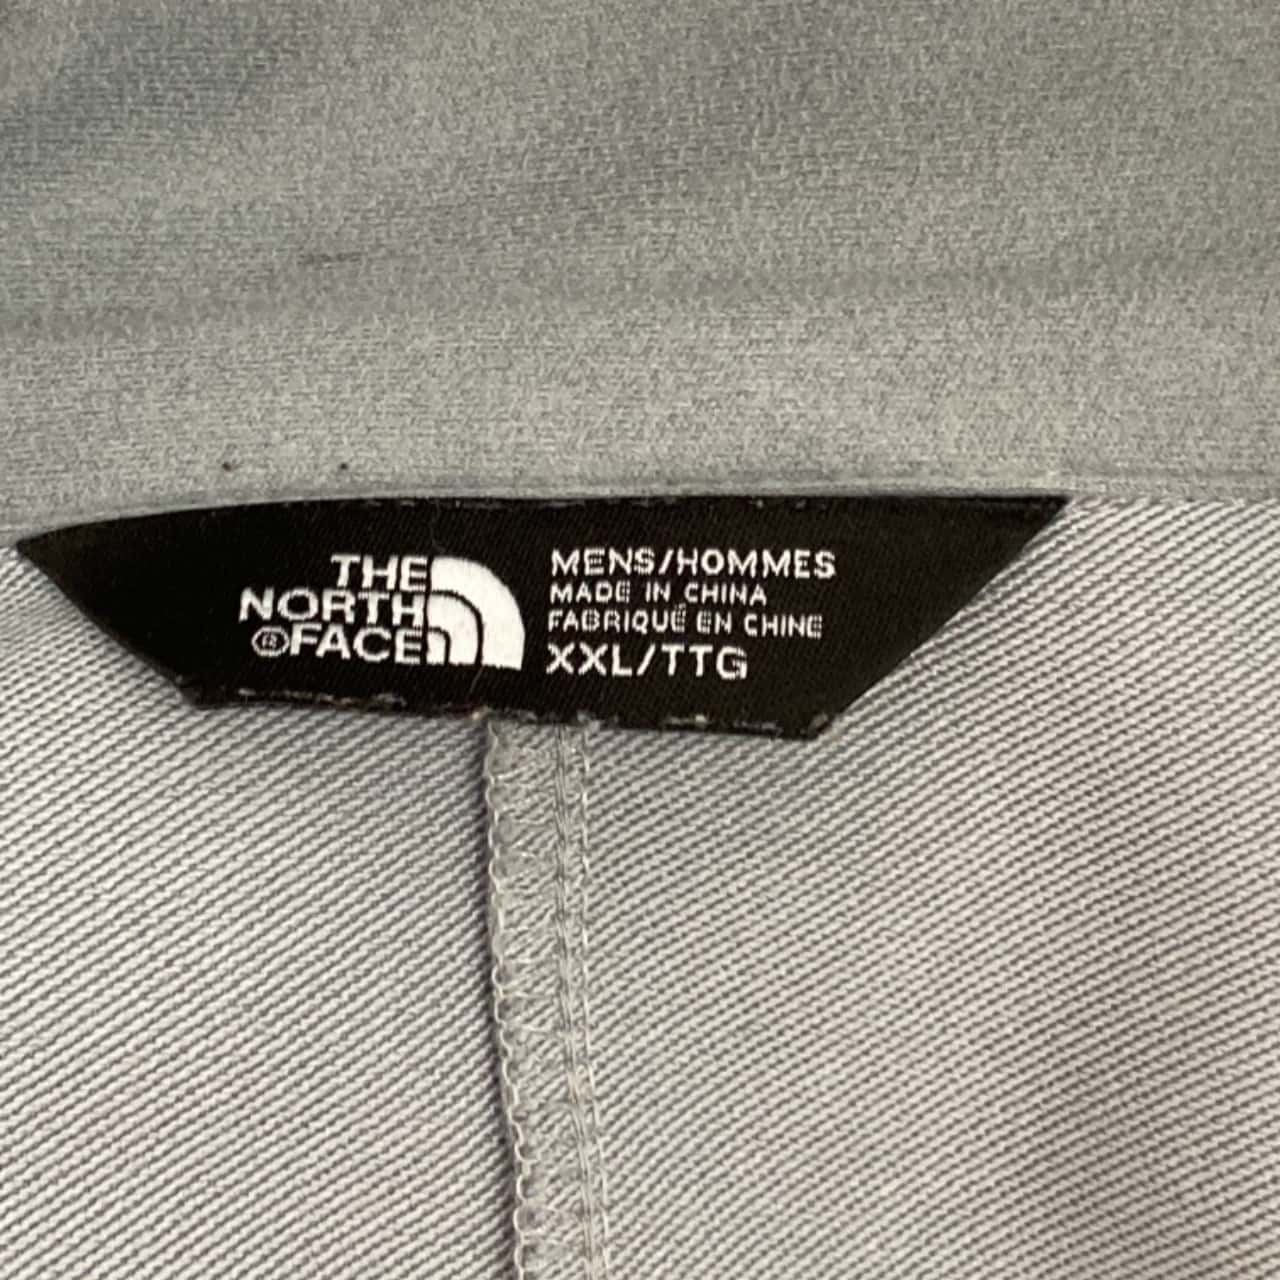 THE
NORTH
®FACE
MENS/HOMMES
MADE IN CHINA
FABRIQUÉ EN CHINE
XXL/TTG